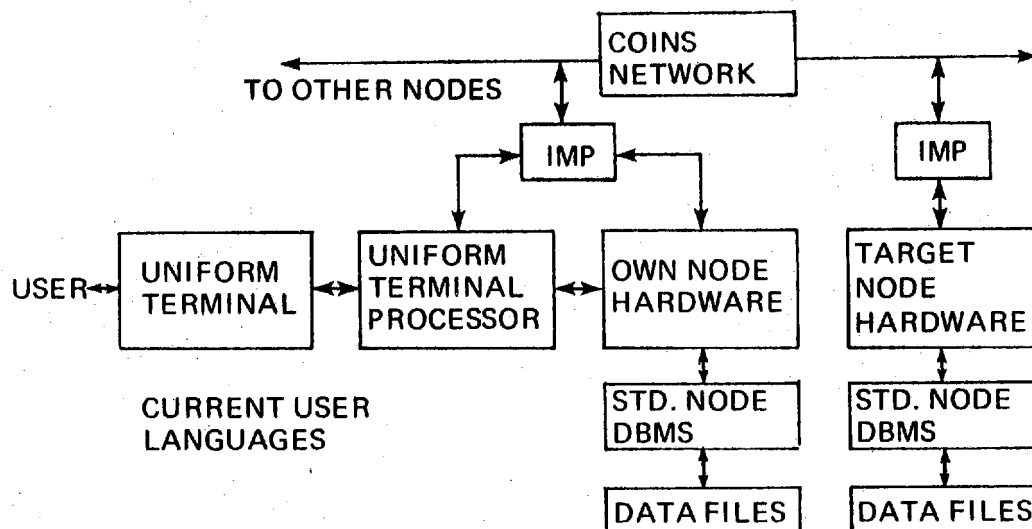 COINS
NETWORK
TO OTHER NODES
IMP
IMP
USER
UNIFORM
TERMINAL
UNIFORM
TERMINAL
PROCESSOR
OWN NODE
HARDWARE
TARGET
NODE
HARDWARE
CURRENT USER
LANGUAGES
STD. NODE
DBMS
STD. NODE
DBMS
DATA FILES
DATA FILES